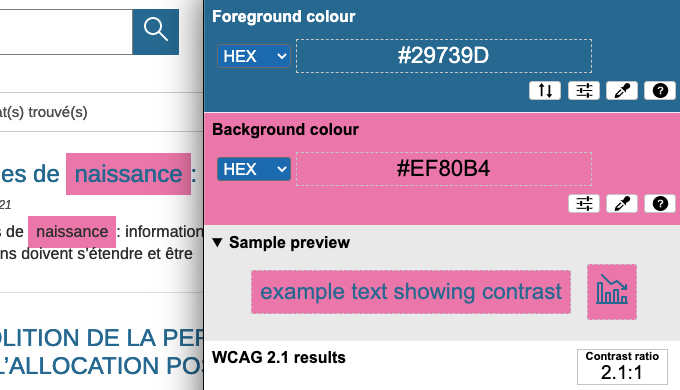 at(s) trouvé(s)
es de naissance :
21
s de naissance : information
ns doivent s'étendre et être
OLITION DE LA PER
L'ALLOCATION POS
Foreground colour
HEX
#29739D
?
Background colour
HEX
#EF80B4
?
▼ Sample preview
example text showing contrast
WCAG 2.1 results
Contrast ratio
2.1:1